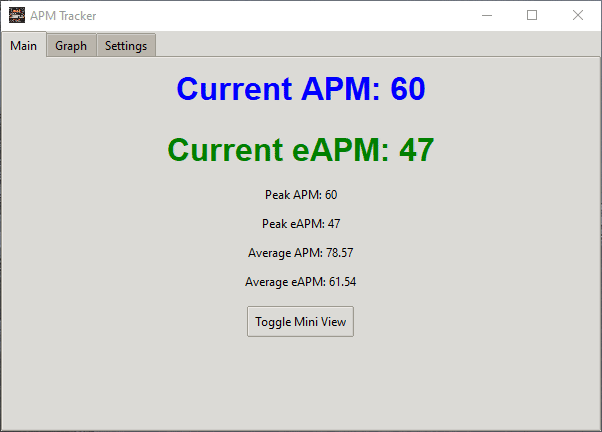 APM Tracker
Main Graph Settings
Current APM: 60
Current eAPM: 47
Peak APM: 60
Peak eAPM: 47
Average APM: 78.57
Average eAPM: 61.54
Toggle Mini View